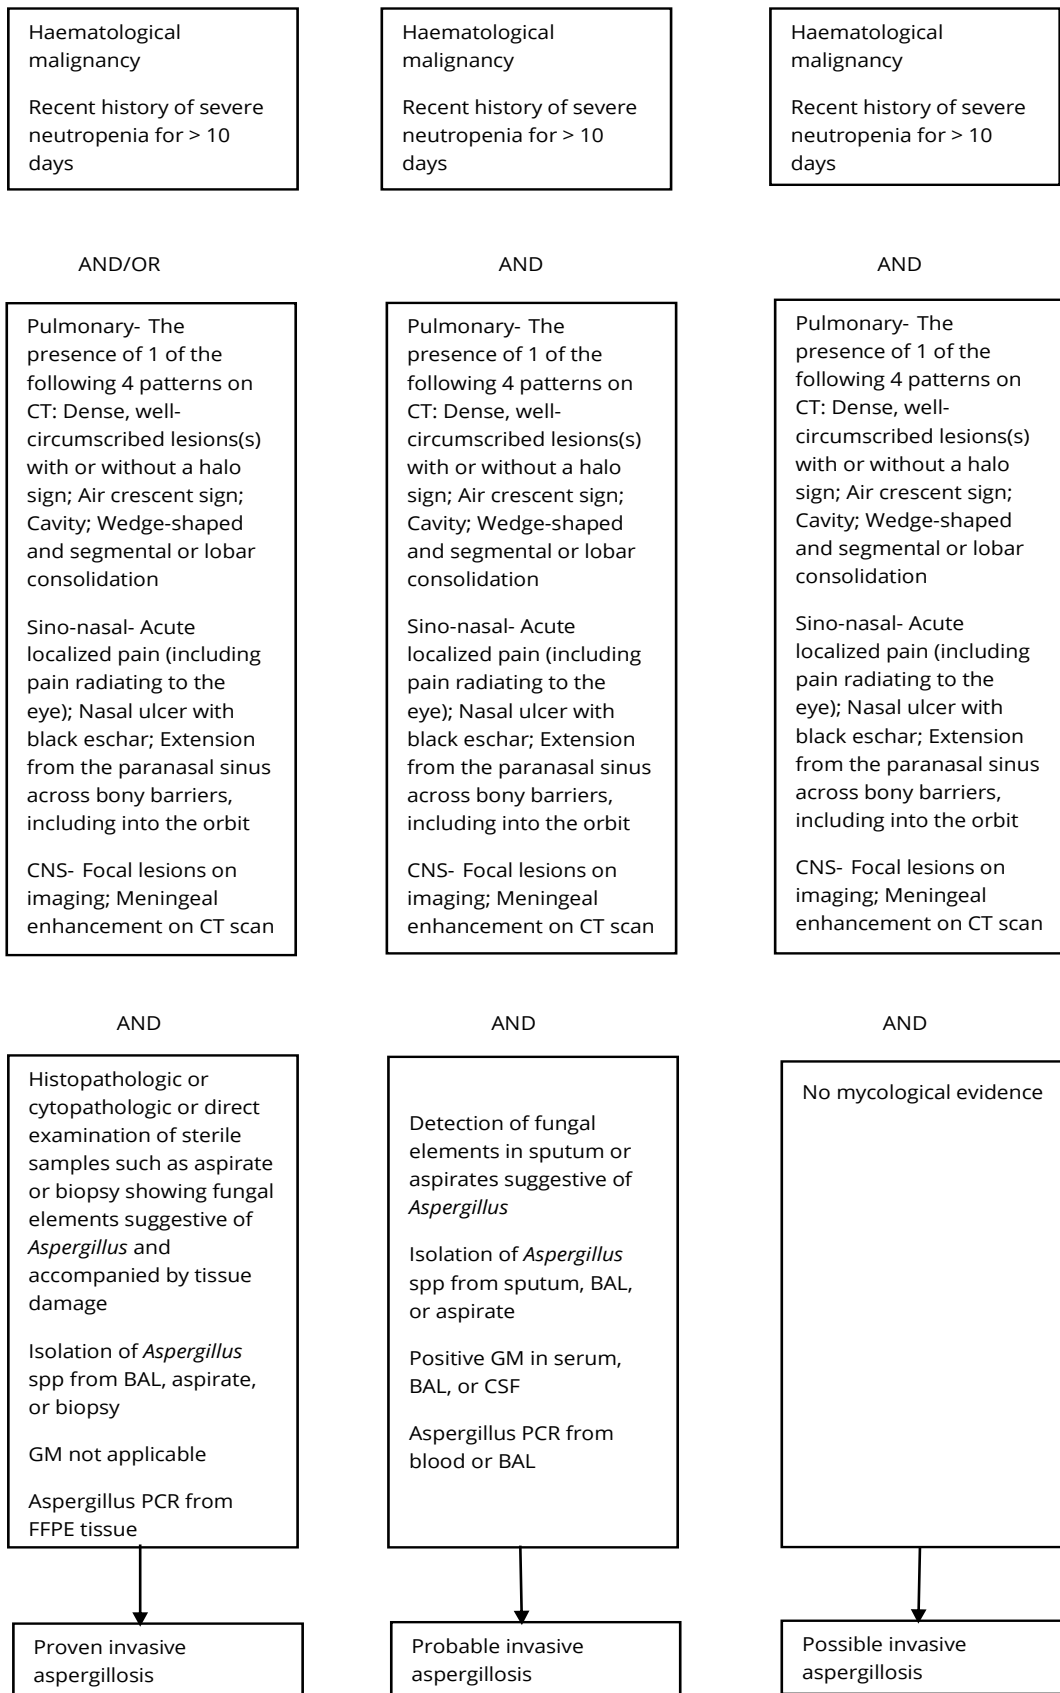 Haematological
malignancy
Recent history of severe
neutropenia for > 10
days
AND/OR
Pulmonary- The
presence of 1 of the
following 4 patterns on
CT: Dense, well-
circumscribed lesions(s)
with or without a halo
sign; Air crescent sign;
Cavity; Wedge-shaped
and segmental or lobar
consolidation
Sino-nasal- Acute
localized pain (including
pain radiating to the
eye); Nasal ulcer with
black eschar; Extension
from the paranasal sinus
across bony barriers,
including into the orbit
CNS- Focal lesions on
imaging; Meningeal
enhancement on CT scan
AND
Histopathologic or
cytopathologic or direct
examination of sterile
samples such as aspirate
or biopsy showing fungal
elements suggestive of
Aspergillus and
accompanied by tissue
damage
Isolation of Aspergillus
spp from BAL, aspirate,
or biopsy
GM not applicable
Aspergillus PCR from
FFPE tissue
Proven invasive
aspergillosis
Haematological
malignancy
Recent history of severe
neutropenia for > 10
days
AND
Pulmonary- The
presence of 1 of the
following 4 patterns on
CT: Dense, well-
circumscribed lesions(s)
with or without a halo
sign; Air crescent sign;
Cavity; Wedge-shaped
and segmental or lobar
consolidation
Sino-nasal- Acute
localized pain (including
pain radiating to the
eye); Nasal ulcer with
black eschar; Extension
from the paranasal sinus
across bony barriers,
including into the orbit
CNS- Focal lesions on
imaging; Meningeal
enhancement on CT scan
AND
Detection of fungal
elements in sputum or
aspirates suggestive of
Aspergillus
Isolation of Aspergillus
spp from sputum, BAL,
or aspirate
Positive GM in serum,
BAL, or CSF
Aspergillus PCR from
blood or BAL
Probable invasive
aspergillosis
Haematological
malignancy
Recent history of severe
neutropenia for > 10
days
AND
Pulmonary- The
presence of 1 of the
following 4 patterns on
CT: Dense, well-
circumscribed lesions(s)
with or without a halo
sign; Air crescent sign;
Cavity; Wedge-shaped
and segmental or lobar
consolidation
Sino-nasal- Acute
localized pain (including
pain radiating to the
eye); Nasal ulcer with
black eschar; Extension
from the paranasal sinus
across bony barriers,
including into the orbit
CNS- Focal lesions on
imaging; Meningeal
enhancement on CT scan
AND
No mycological evidence
Possible invasive
aspergillosis